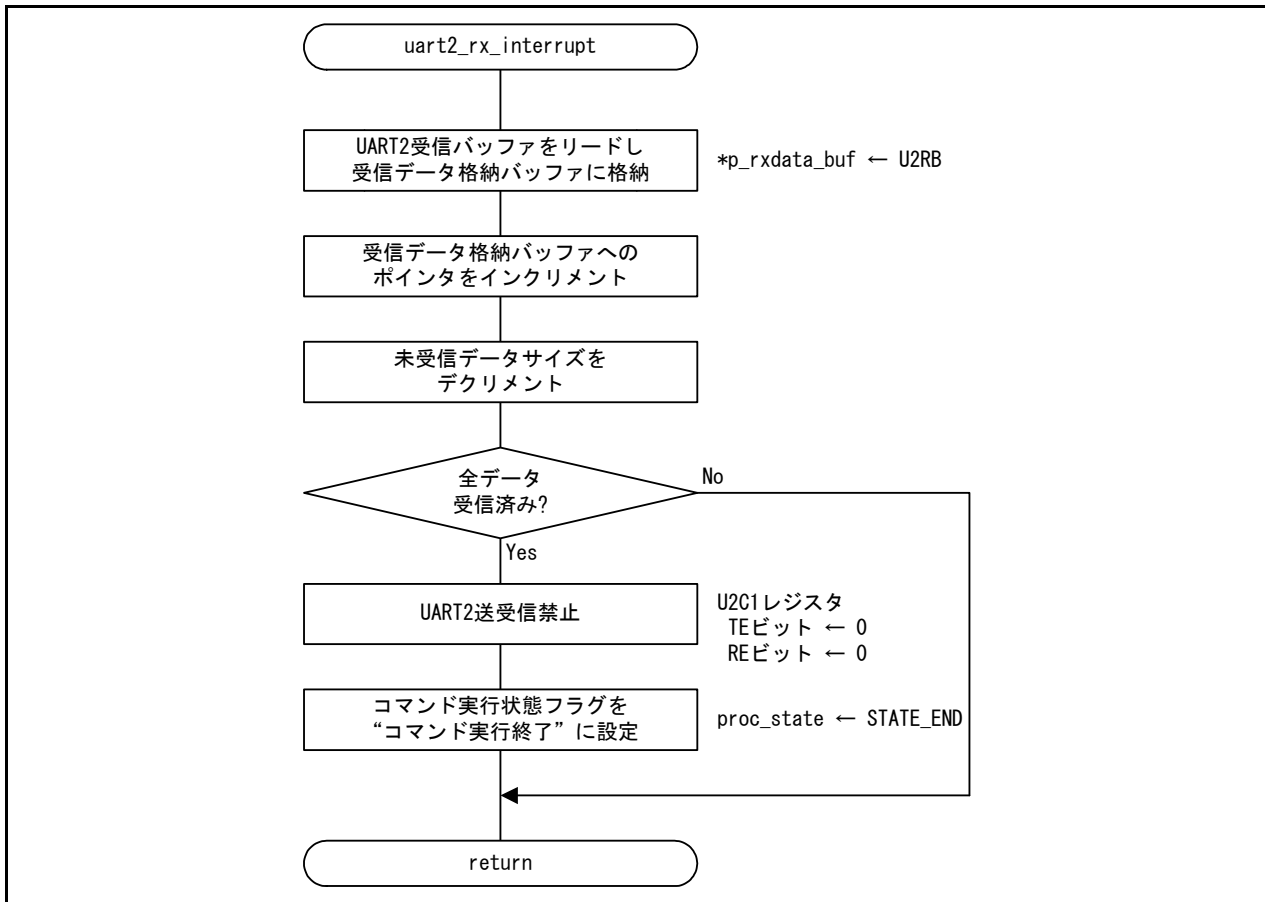 uart2_rx_interrupt
UART2受信バッファをリードし
受信データ格納バッファに格納
*p_rxdata_buf ← U2RB
受信データ格納バッファへの
ポインタをインクリメント
未受信データサイズを
デクリメント
全データ
受信済み?
No
Yes
UART2送受信禁止
U2C1レジスタ
TEビット ← 0
REビット ← 0
コマンド実行状態フラグを
“コマンド実行終了”に設定
proc_state ← STATE_END
return